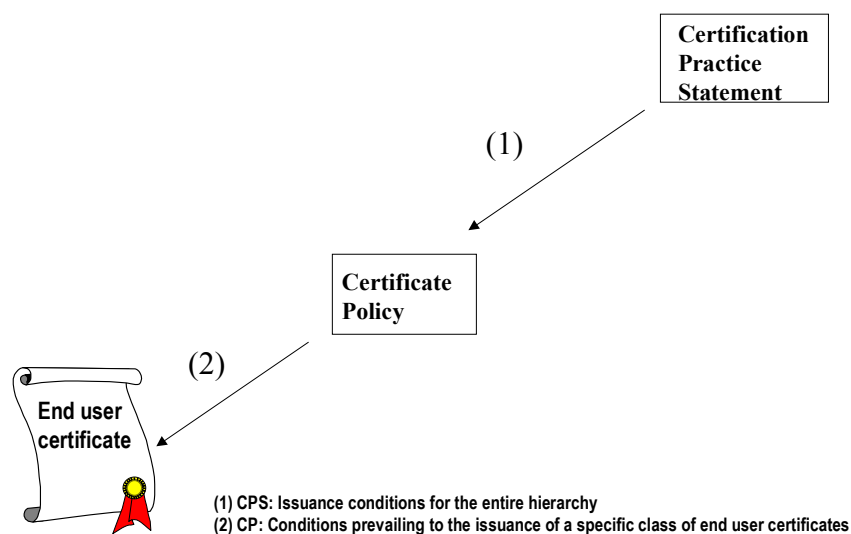 Certification
Practice
Statement
(1)
Certificate
Policy
(2)
End user
certificate
(1) CPS: Issuance conditions for the entire hierarchy
(2) CP: Conditions prevailing to the issuance of a specific class of end user certificates